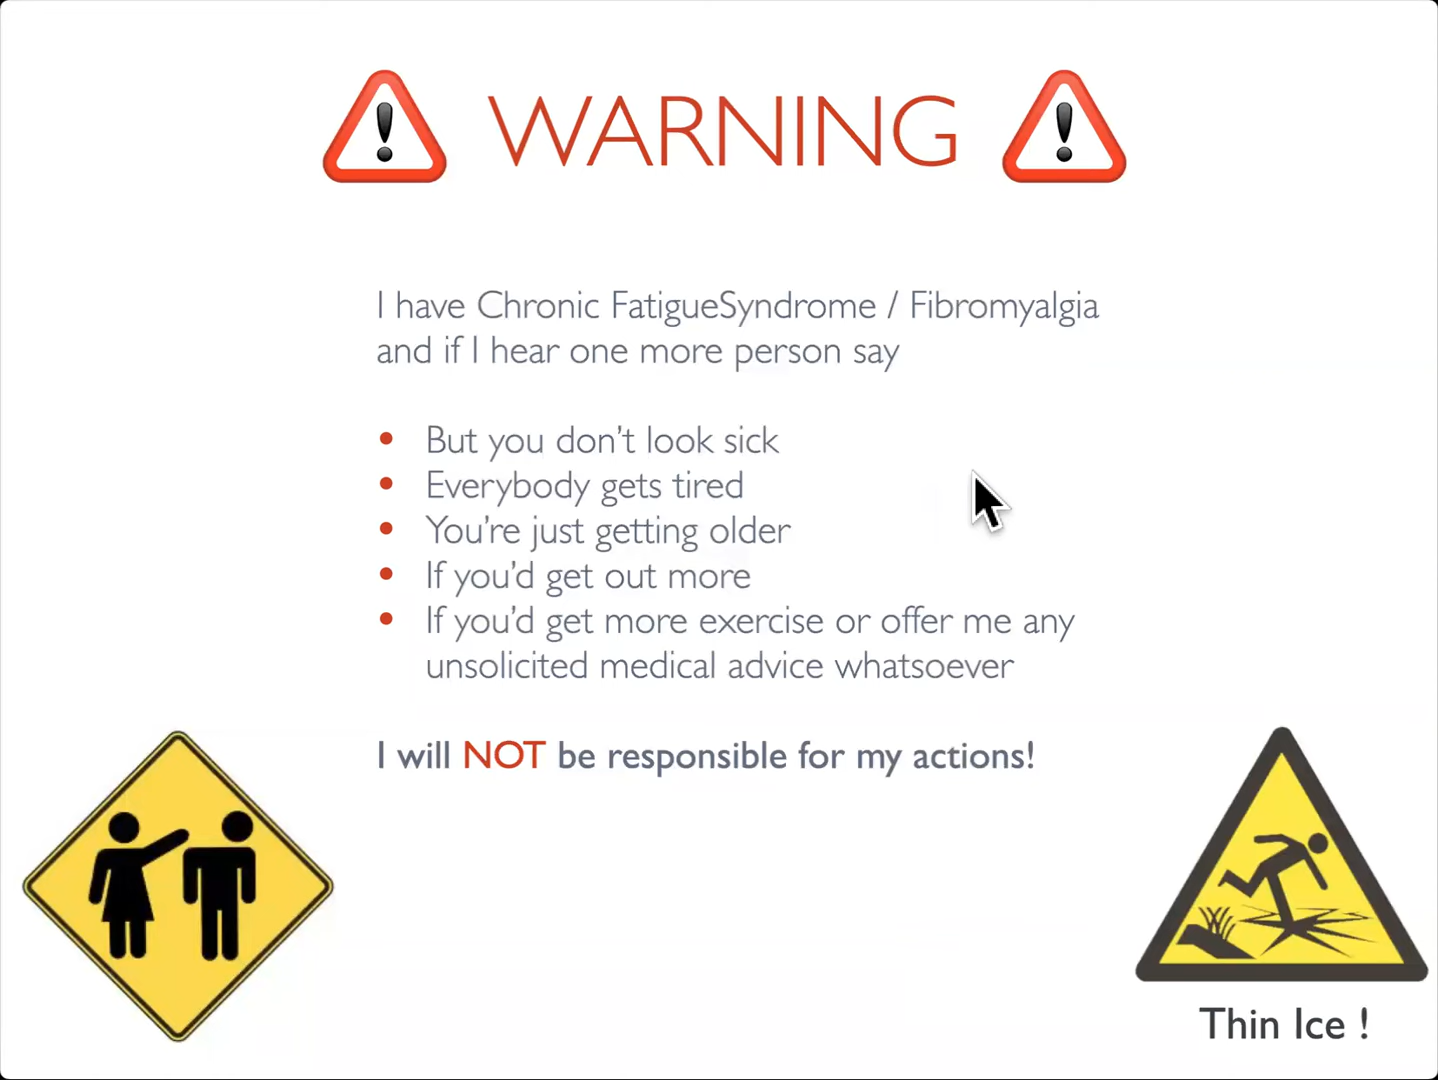 WARNING
I have Chronic FatigueSyndrome / Fibromyalgia
and if I hear one more person say
• But you don’t look sick
• Everybody gets tired
• You’re just getting older
• If you’d get out more
• If you’d get more exercise or offer me any
unsolicited medical advice whatsoever
I will NOT be responsible for my actions!
Thin Ice !